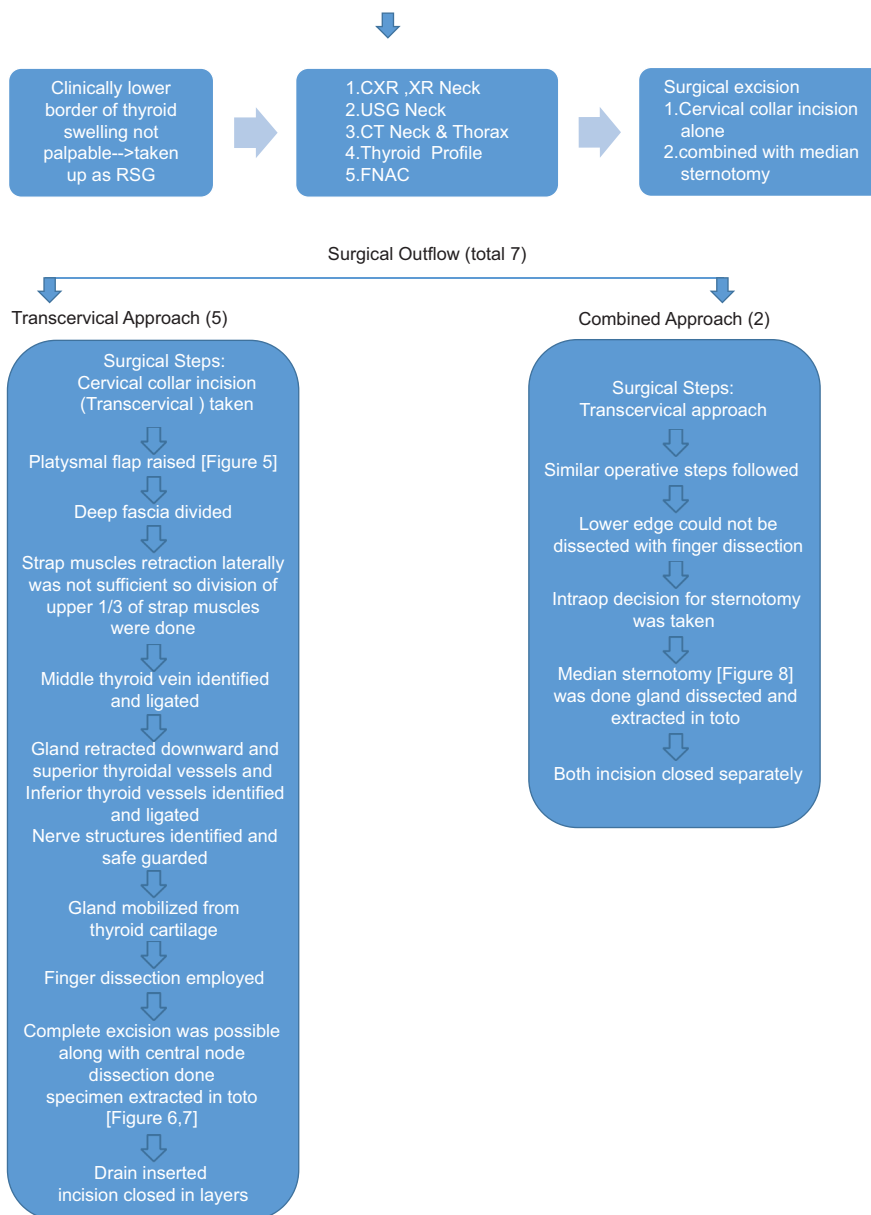 Clinically lower
border of thyroid
swelling not
palpable-->taken
up as RSG
1.CXR ,XR Neck
2.USG Neck
3.CT Neck & Thorax
4.Thyroid Profile
5.FNAC
Surgical excision
1.Cervical collar incision
alone
2.combined with median
sternotomy
Surgical Outflow (total 7)
Transcervical Approach (5)
Surgical Steps:
Cervical collar incision
(Transcervical ) taken
Platysmal flap raised [Figure 5]
Deep fascia divided
Strap muscles retraction laterally
was not sufficient so division of
upper 1/3 of strap muscles
were done
Middle thyroid vein identified
and ligated
Gland retracted downward and
superior thyroidal vessels and
Inferior thyroid vessels identified
and ligated
Nerve structures identified and
safe guarded
Gland mobilized from
thyroid cartilage
Finger dissection employed
Complete excision was possible
along with central node
dissection done
specimen extracted in toto
[Figure 6,7]
Drain inserted
incision closed in layers
Combined Approach (2)
Surgical Steps:
Transcervical approach
Similar operative steps followed
Lower edge could not be
dissected with finger dissection
Intraop decision for sternotomy
was taken
Median sternotomy [Figure 8]
was done gland dissected and
extracted in toto
Both incision closed separately